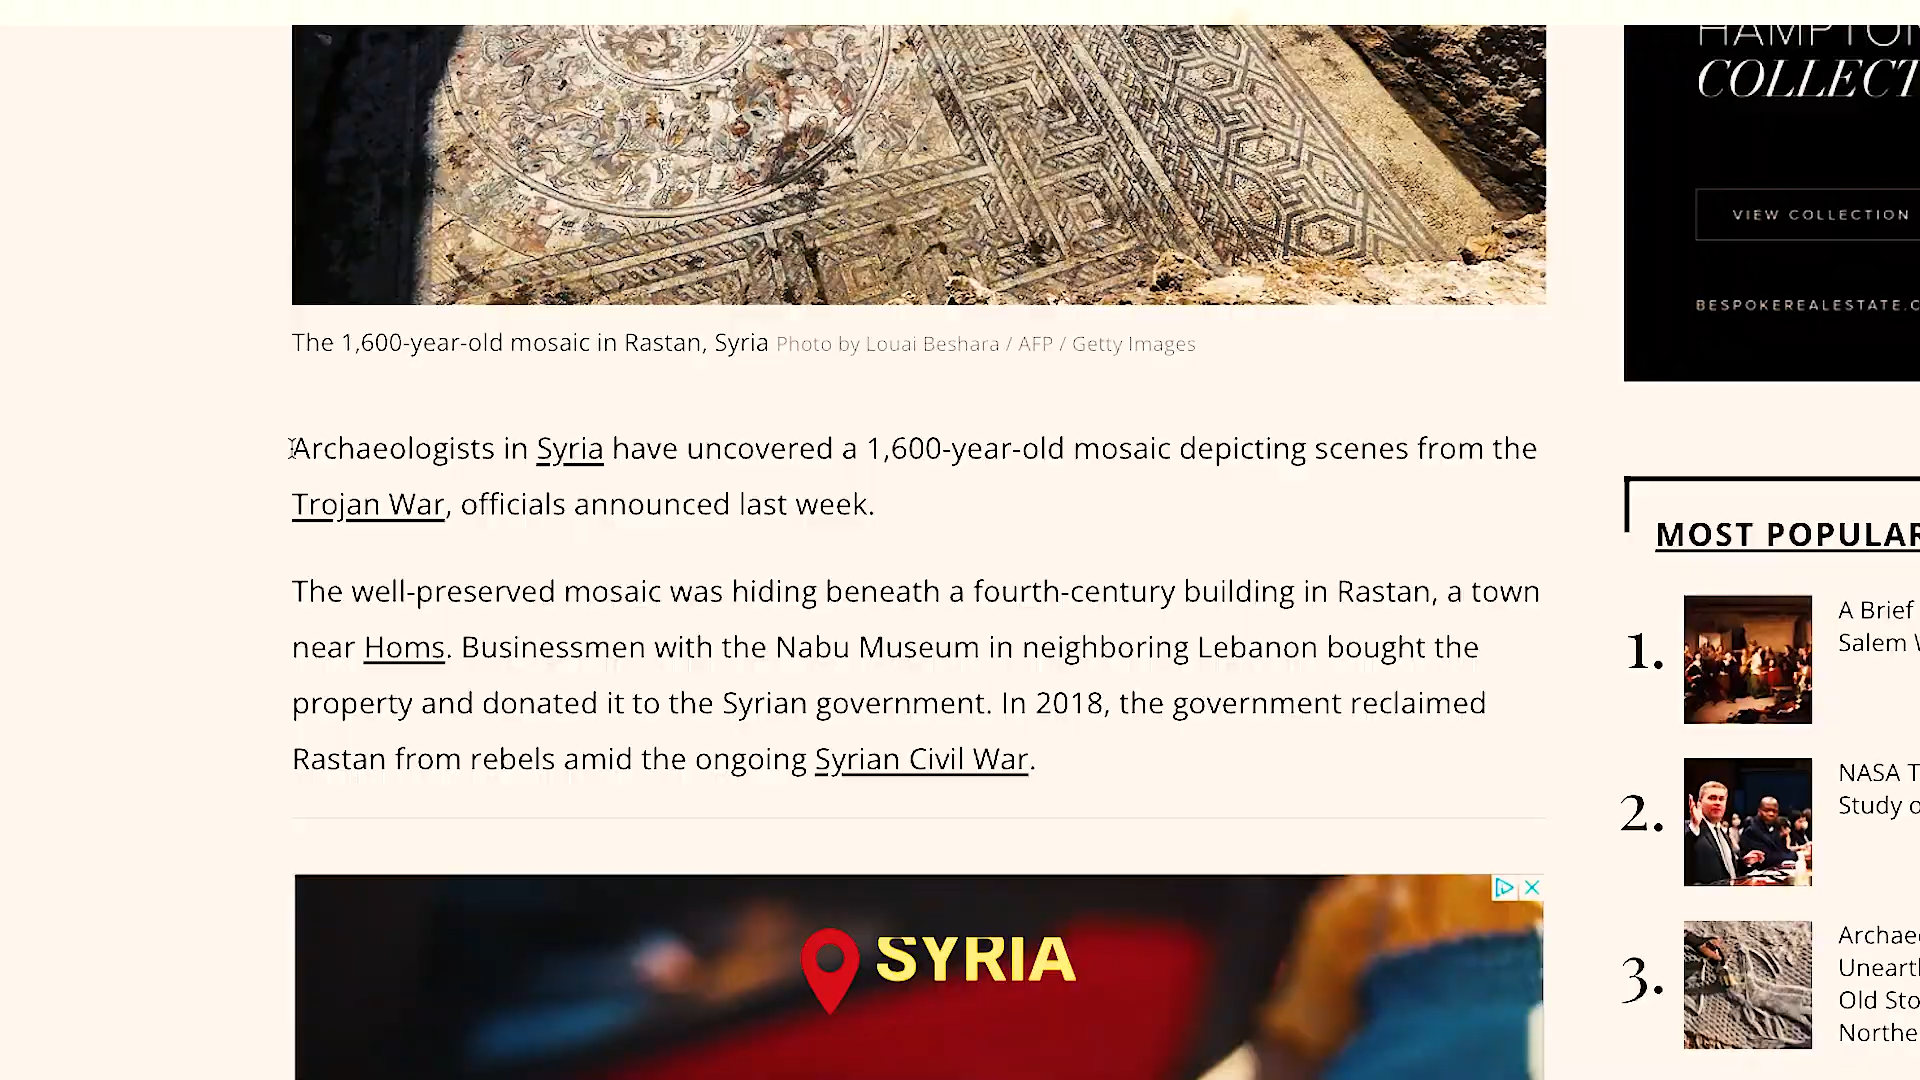 HAMPTON
COLLECT
VIEW COLLECTION
BESPOKEREALESTATE.C
The 1,600-year-old mosaic in Rastan, Syria Photo by Louai Beshara / AFP / Getty Images
Archaeologists in Syria have uncovered a 1,600-year-old mosaic depicting scenes from the
Trojan War, officials announced last week.
The well-preserved mosaic was hiding beneath a fourth-century building in Rastan, a town
near Homs. Businessmen with the Nabu Museum in neighboring Lebanon bought the
property and donated it to the Syrian government. In 2018, the government reclaimed
Rastan from rebels amid the ongoing Syrian Civil War.
SYRIA
MOST POPULAR
1.
A Brief
Salem W
2.
NASA T
Study o
3.
Archaeo
Uneart
Old Sto
Northe